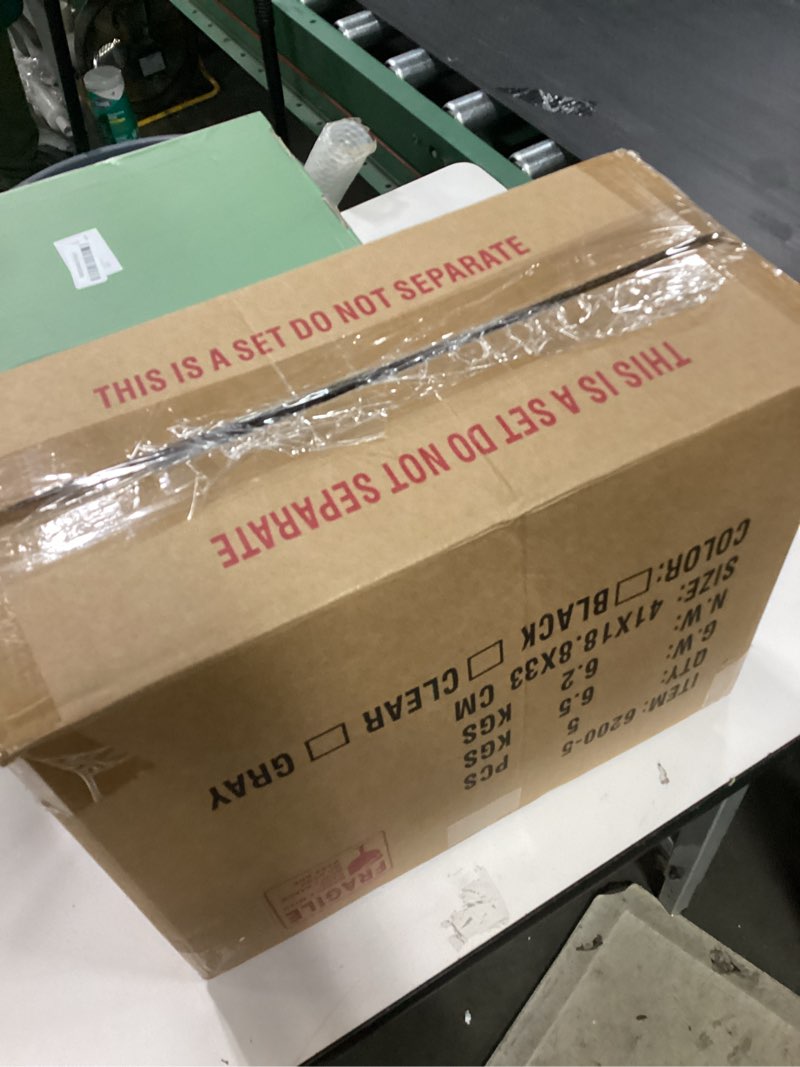 THIS IS A SET DO NOT SEPARATE
THIS IS A SET DO NOT SEPARATE
ITEM: 6200-5
QTY: 5 PCS
G.W: 6.5 KGS
N.W: 6.2 KGS
SIZE: 41X18.8X33 CM
COLOR: BLACK CLEAR GRAY
FRAGILE